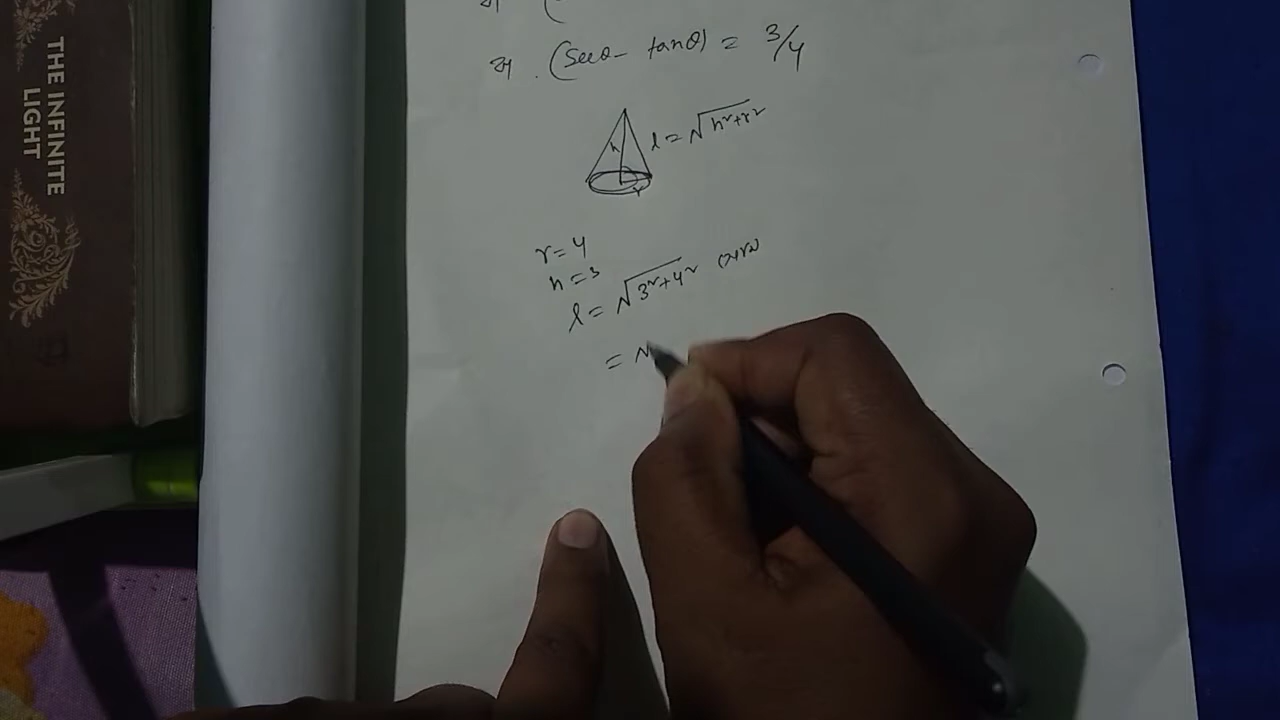 THE INFINITE
LIGHT
বা, (secθ - tanθ) = 3/4
h
l = √h²+r²
r
r = 4
h = 3
l = √3²+4²
= √